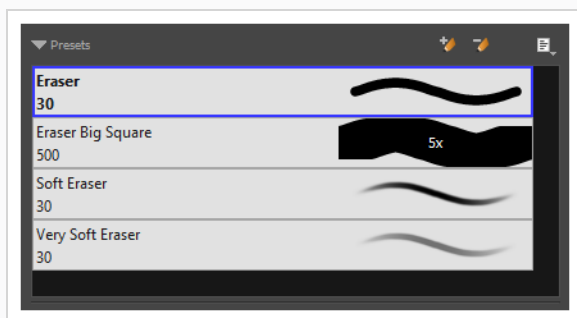 Presets
Eraser
30
Eraser Big Square
500
5x
Soft Eraser
30
Very Soft Eraser
30